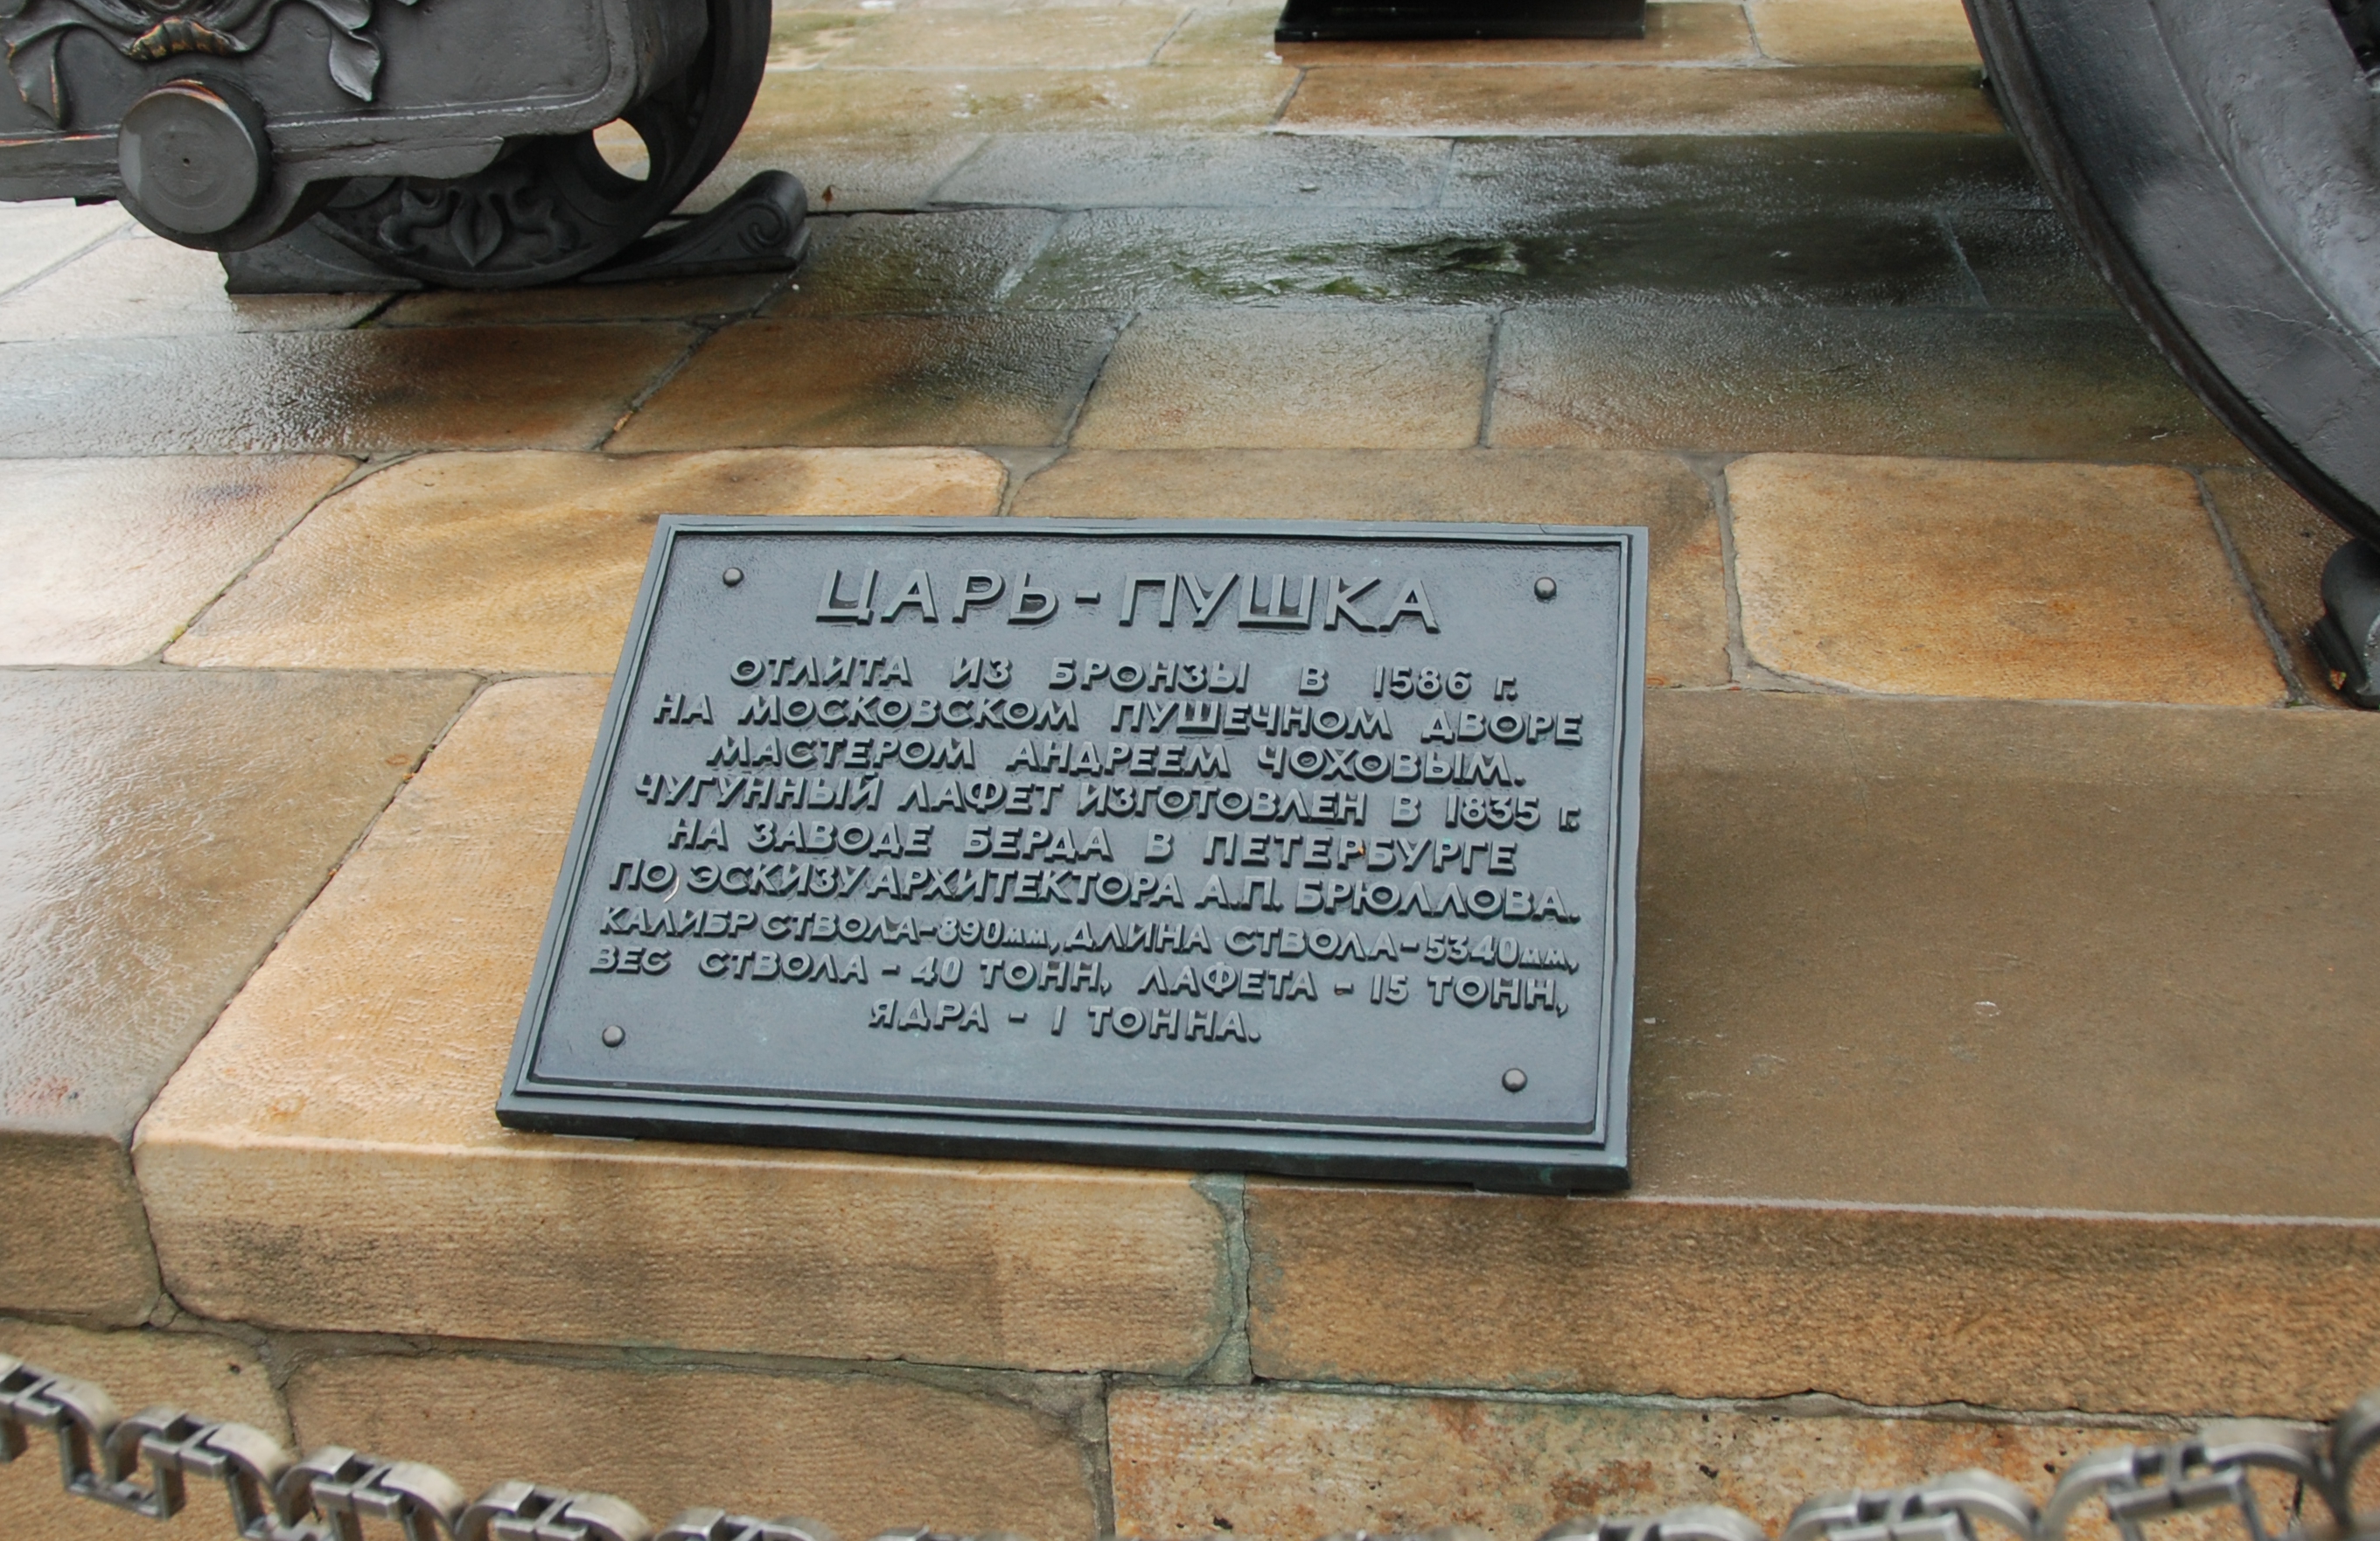 ЦАРЬ-ПУШКА
ОТЛИТА ИЗ БРОНЗЫ В 1586 г.
НА МОСКОВСКОМ ПУШЕЧНОМ ДВОРЕ
МАСТЕРОМ АНДРЕЕМ ЧОХОВЫМ.
ЧУГУННЫЙ ЛАФЕТ ИЗГОТОВЛЕН В 1835 г.
НА ЗАВОДЕ БЕРДА В ПЕТЕРБУРГЕ
ПО ЭСКИЗУ АРХИТЕКТОРА А.П. БРЮЛЛОВА.
КАЛИБР СТВОЛА-890мм, ДЛИНА СТВОЛА-5340мм,
ВЕС СТВОЛА - 40 ТОНН, ЛАФЕТА - 15 ТОНН,
ЯДРА - 1 ТОННА.